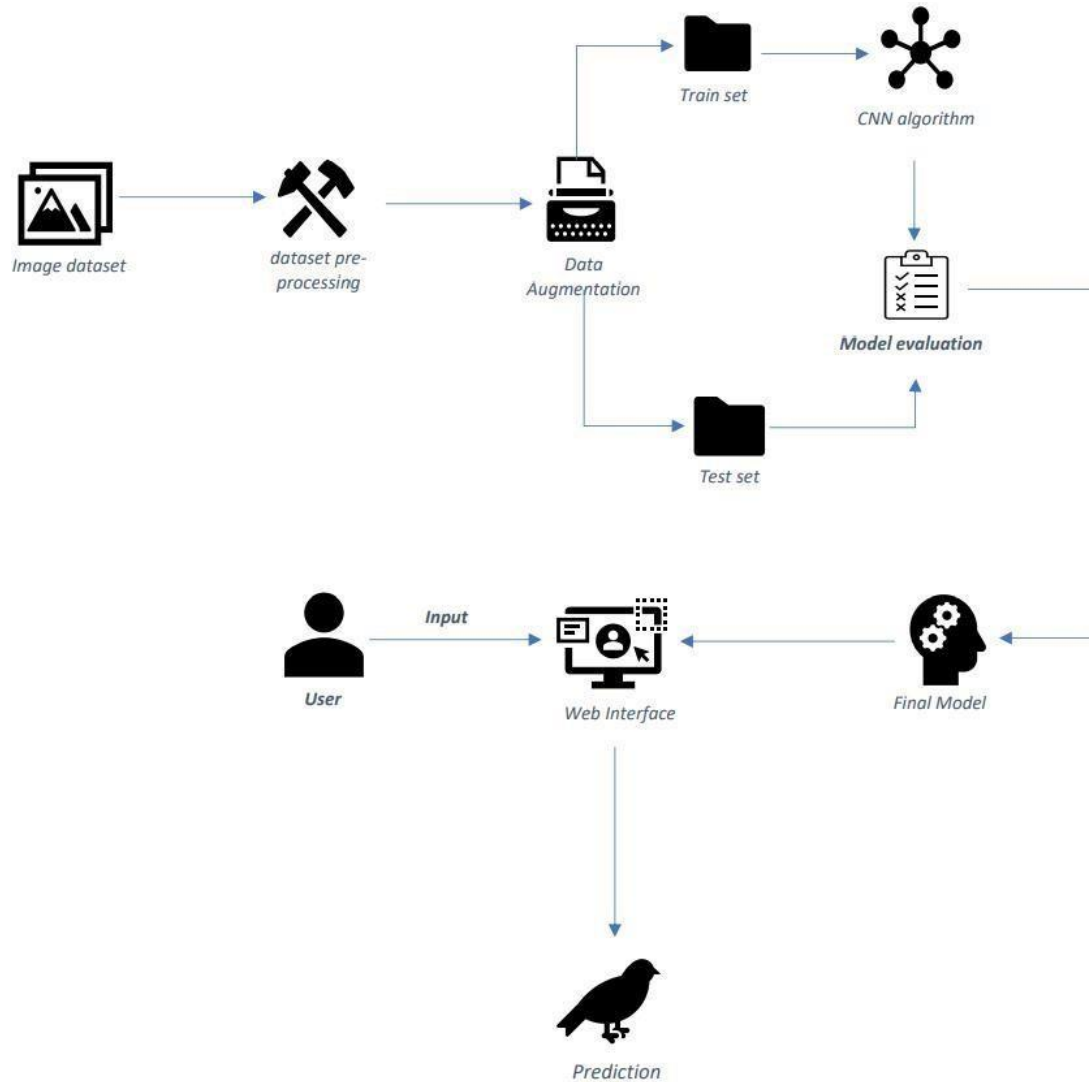 Train set
CNN algorithm
Image dataset
dataset pre-
processing
Data
Augmentation
Model evaluation
Test set
Input
User
Web Interface
Final Model
Prediction